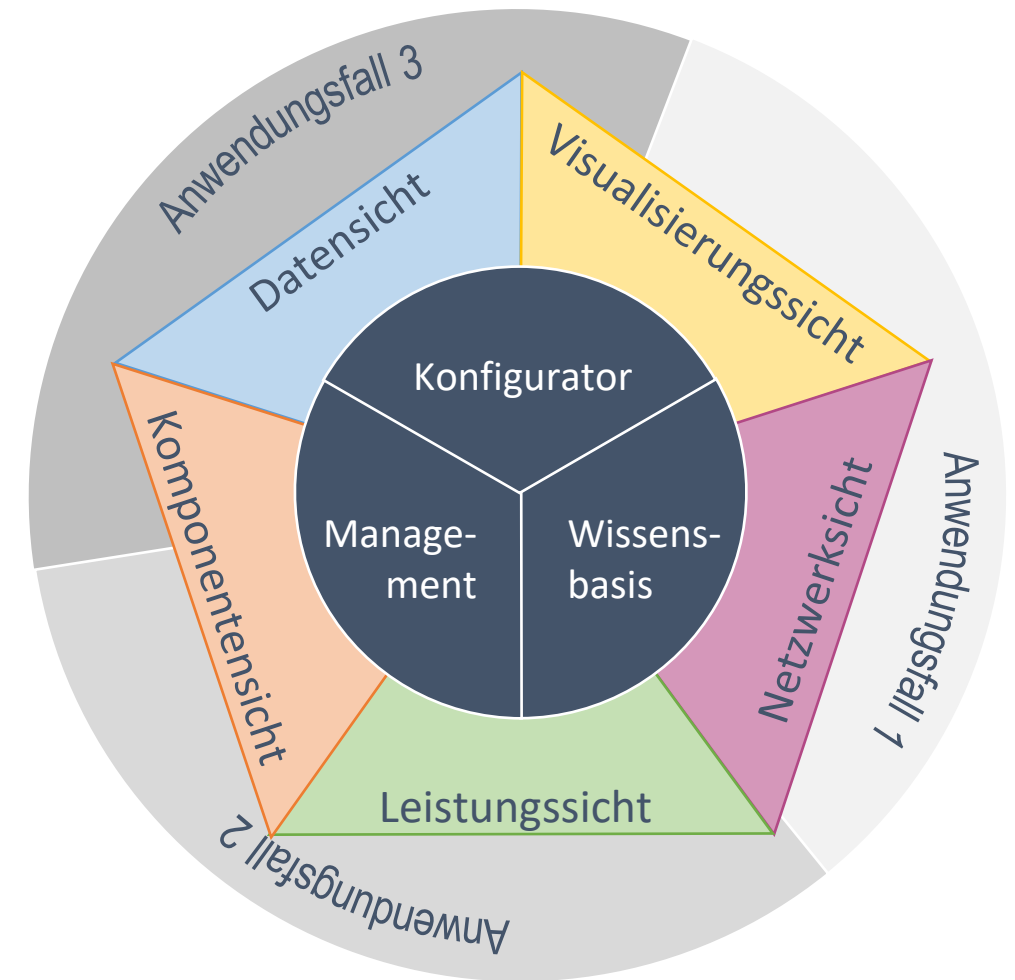 Anwendungsfall 3
Datensicht
Visualisierungssicht
Konfigurator
Komponentensicht
Manage-
ment
Wissens-
basis
Netzwerksicht
Anwendungsfall 1
Leistungssicht
Anwendungsfall 2